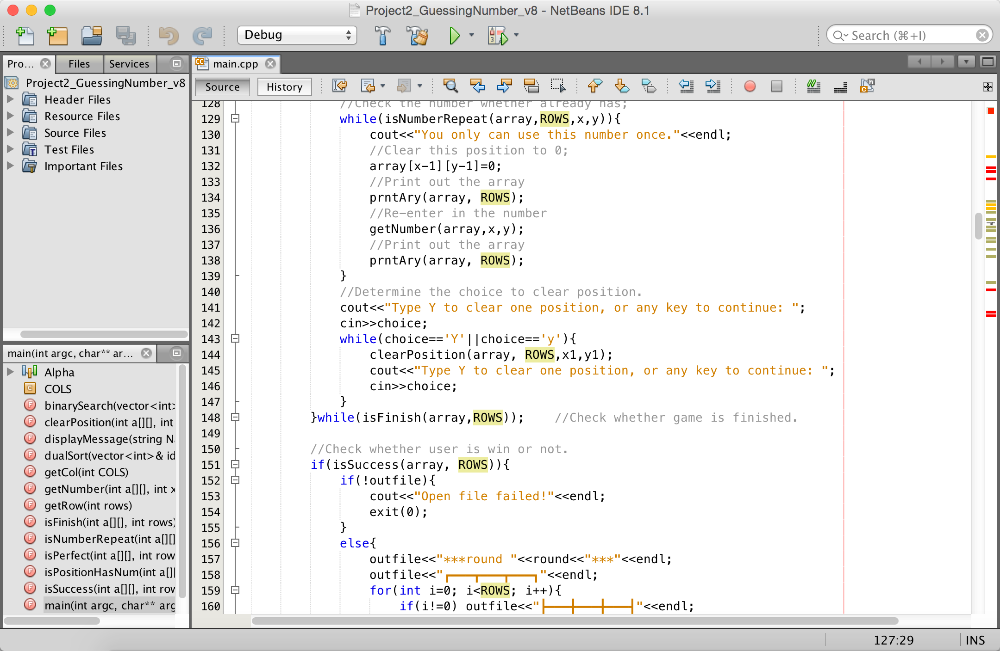 Project2_GuessingNumber_v8 - NetBeans IDE 8.1
Debug
Search (⌘+I)
Pro...
Files
Services
main.cpp
Source
History
Project2_GuessingNumber_v8
Header Files
Resource Files
Source Files
Test Files
Important Files
main(int argc, char** ar...
Alpha
COLS
binarySearch(vector<int>
clearPosition(int a[][], int
displayMessage(string N
dualSort(vector<int>& id
getCol(int COLS)
getNumber(int a[][], int x
getRow(int rows)
isFinish(int a[][], int rows)
isNumberRepeat(int a[][]
isPerfect(int a[][], int row
isPositionHasNum(int a[][
isSuccess(int a[][], int row
main(int argc, char** arg
128 //Check the number whether already has;
129 while(isNumberRepeat(array,ROWS,x,y)){
130 cout<<"You only can use this number once."<<endl;
131 //Clear this position to 0;
132 array[x-1][y-1]=0;
133 //Print out the array
134 prntAry(array, ROWS);
135 //Re-enter in the number
136 getNumber(array,x,y);
137 //Print out the array
138 prntAry(array, ROWS);
139 }
140 //Determine the choice to clear position.
141 cout<<"Type Y to clear one position, or any key to continue: ";
142 cin>>choice;
143 while(choice=='Y'||choice=='y'){
144 clearPosition(array, ROWS,x1,y1);
145 cout<<"Type Y to clear one position, or any key to continue: ";
146 cin>>choice;
147 }
148 }while(isFinish(array,ROWS)); //Check whether game is finished.
149
150 //Check whether user is win or not.
151 if(isSuccess(array, ROWS)){
152 if(!outfile){
153 cout<<"Open file failed!"<<endl;
154 exit(0);
155 }
156 else{
157 outfile<<"***round "<<round<<"***"<<endl;
158 outfile<<"┏━━━┳━━━┳━━━┓"<<endl;
159 for(int i=0; i<ROWS; i++){
160 if(i!=0) outfile<<"┣━━━╋━━━╋━━━┫"<<endl;
127:29
INS